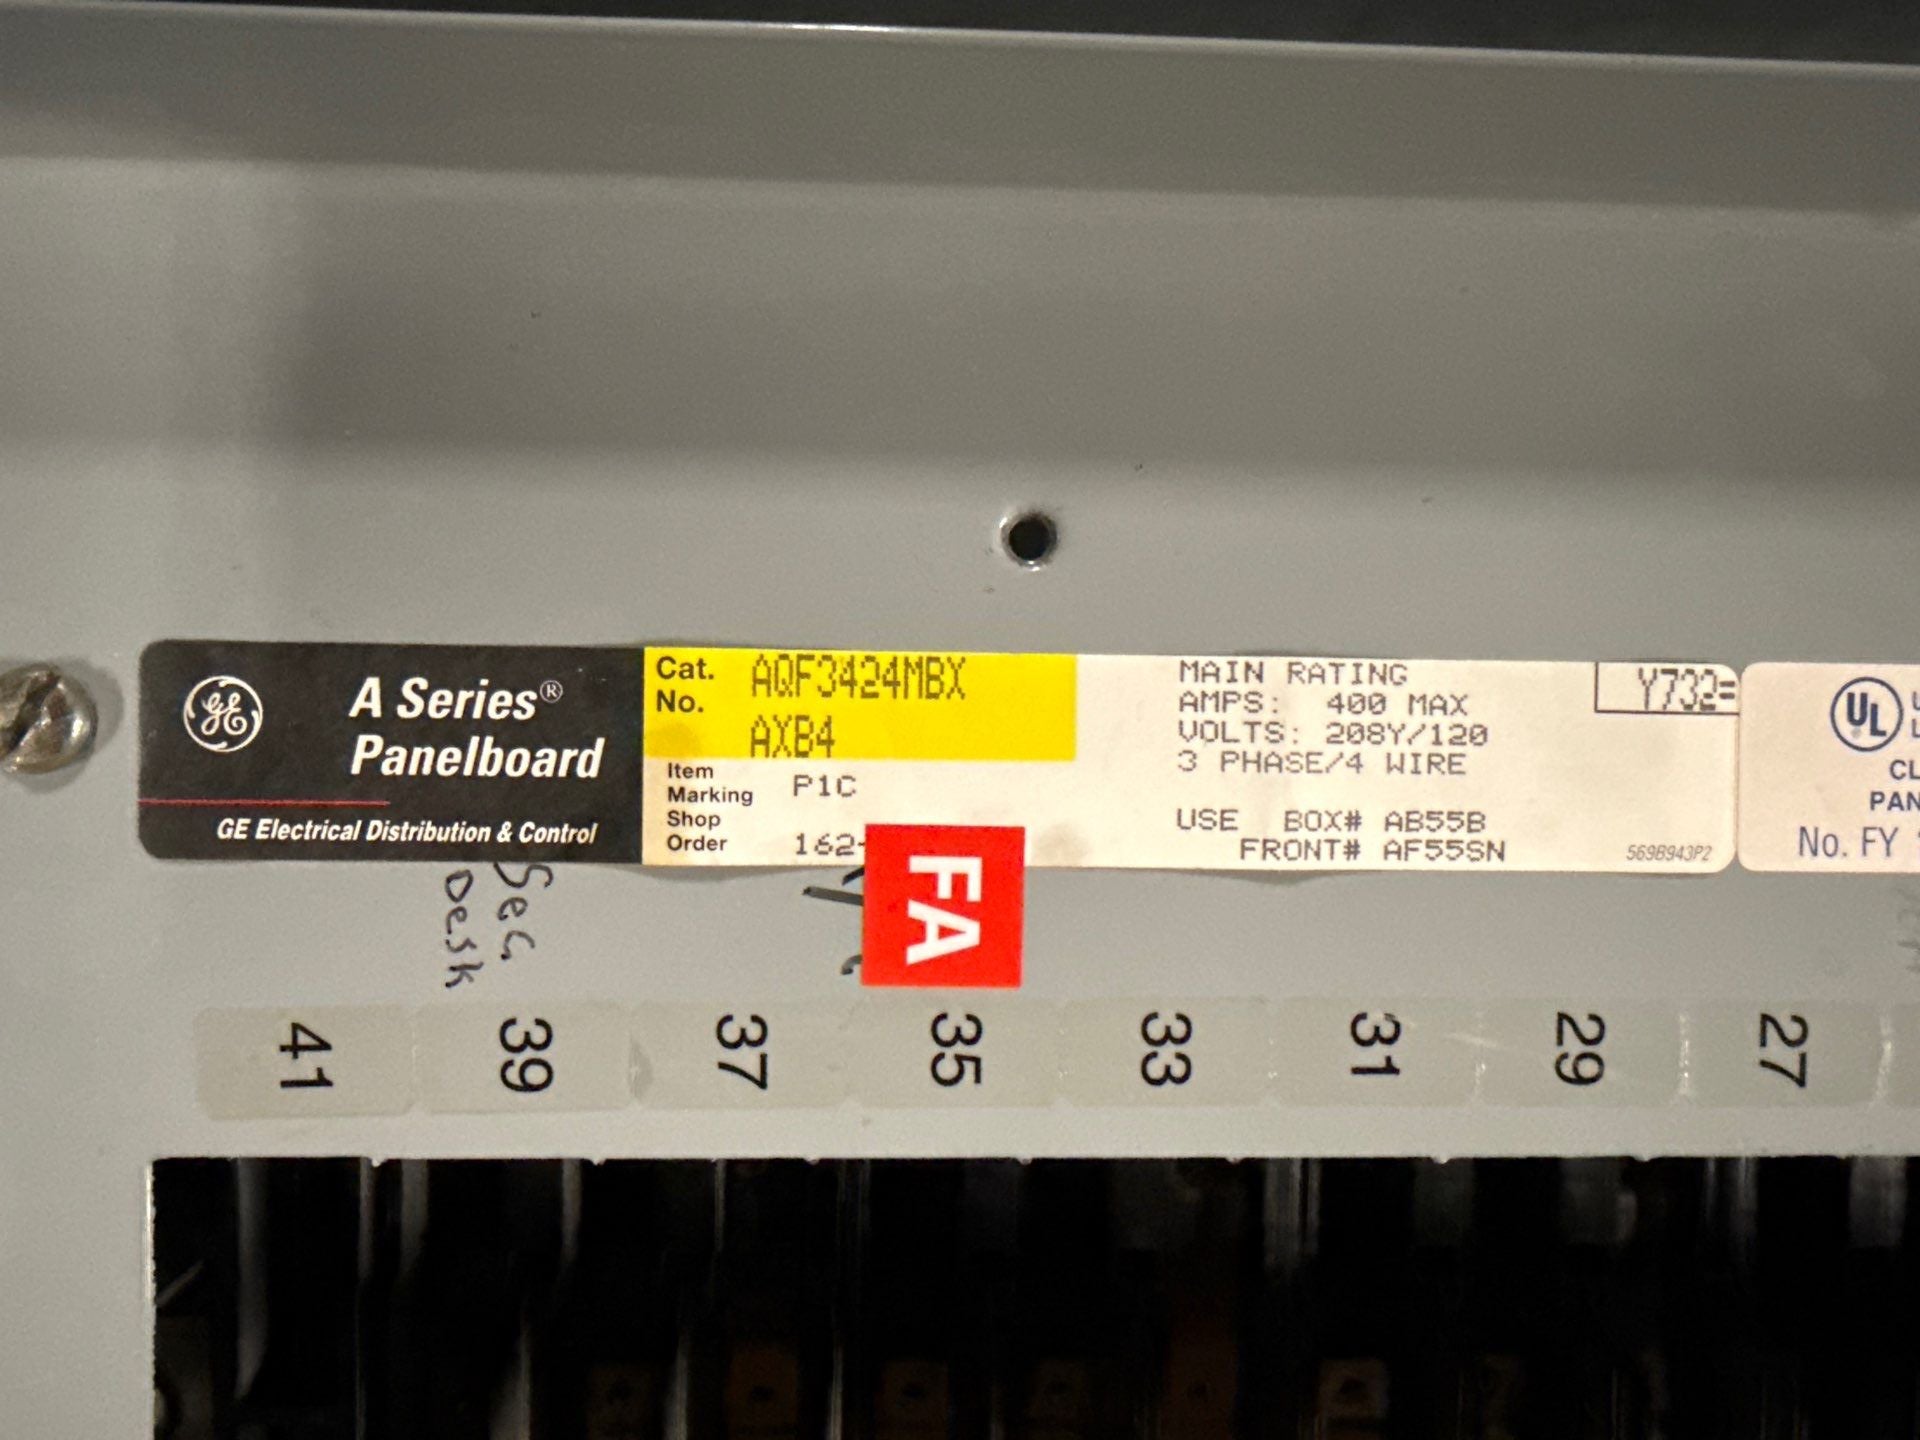 GE
A Series®
Panelboard
GE Electrical Distribution & Control
Cat. No. AQF3424MBX
AXB4
Item Marking P1C
Shop Order 162-
MAIN RATING
AMPS: 400 MAX
VOLTS: 208Y/120
3 PHASE/4 WIRE
USE BOX# AB55B
FRONT# AF55SN
Y732=
569B943P2
UL
CL
PAN
No. FY
FA
Sec
Desk
41 39 37 35 33 31 29 27